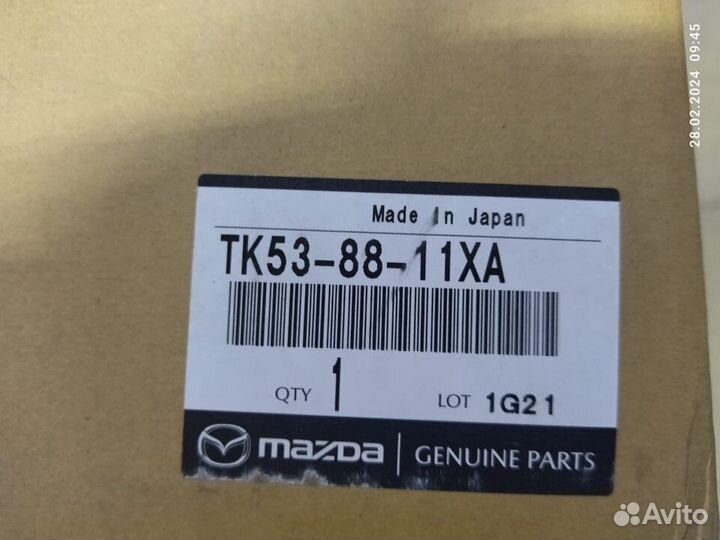 Made In Japan
TK53-88-11XA
QTY 1 LOT 1G21
mazda GENUINE PARTS
28.02.2024 09:45
Avito